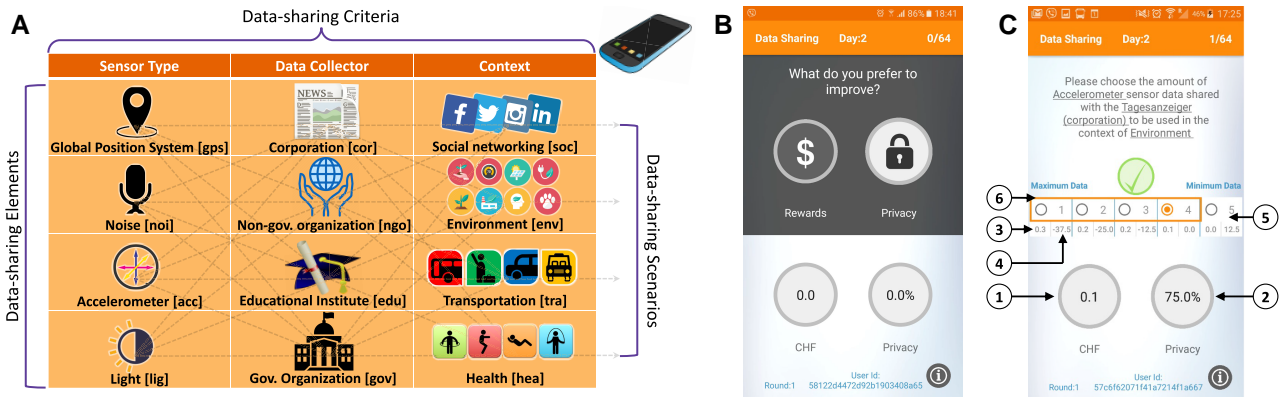 A
Data-sharing Criteria
Data-sharing Elements
Sensor Type
Data Collector
Context
Global Position System [gps]
NEWS
Corporation [cor]
f
in
Social networking [soc]
Noise [noi]
Non-gov. organization [ngo]
Environment [env]
Accelerometer [acc]
Educational Institute [edu]
Transportation [tra]
Light [lig]
Gov. Organization [gov]
Health [hea]
Data-sharing Scenarios
B
86% 18:41
Data Sharing Day:2 0/64
What do you prefer to
improve?
$
Rewards Privacy
0.0 0.0%
CHF Privacy
User Id:
Round:1 58122d4472d92b1903408a65
i
C
46% 17:25
Data Sharing Day:2 1/64
Please choose the amount of
Accelerometer sensor data shared
with the Tagesanzeiger
(corporation) to be used in the
context of Environment
Maximum Data Minimum Data
6
1 2 3 4 5
5
3
0.3 -37.5 0.2 -25.0 0.2 -12.5 0.1 0.0 0.0 12.5
4
1
0.1 75.0%
2
CHF Privacy
User Id:
Round:1 57c6f62071f41a7214f1a667
i